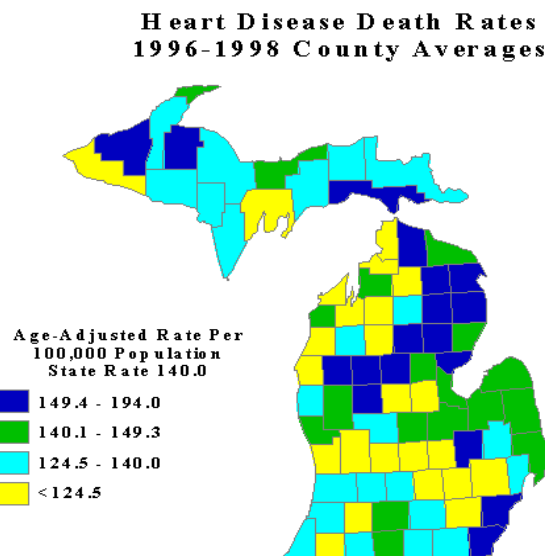 Heart Disease Death Rates
1996-1998 County Averages
Age-Adjusted Rate Per
100,000 Population
State Rate 140.0
149.4 - 194.0
140.1 - 149.3
124.5 - 140.0
<124.5